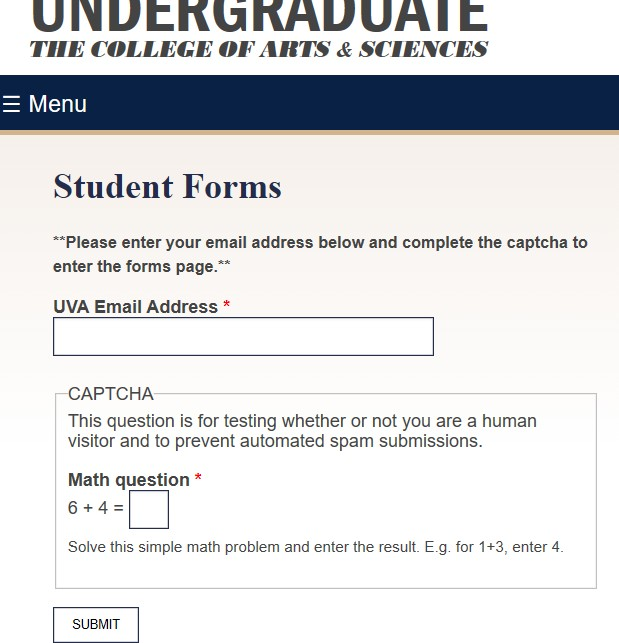 UNDERGRADUATE
THE COLLEGE OF ARTS & SCIENCES
☰ Menu
Student Forms
**Please enter your email address below and complete the captcha to
enter the forms page.**
UVA Email Address *
CAPTCHA
This question is for testing whether or not you are a human
visitor and to prevent automated spam submissions.
Math question *
6 + 4 =
Solve this simple math problem and enter the result. E.g. for 1+3, enter 4.
SUBMIT